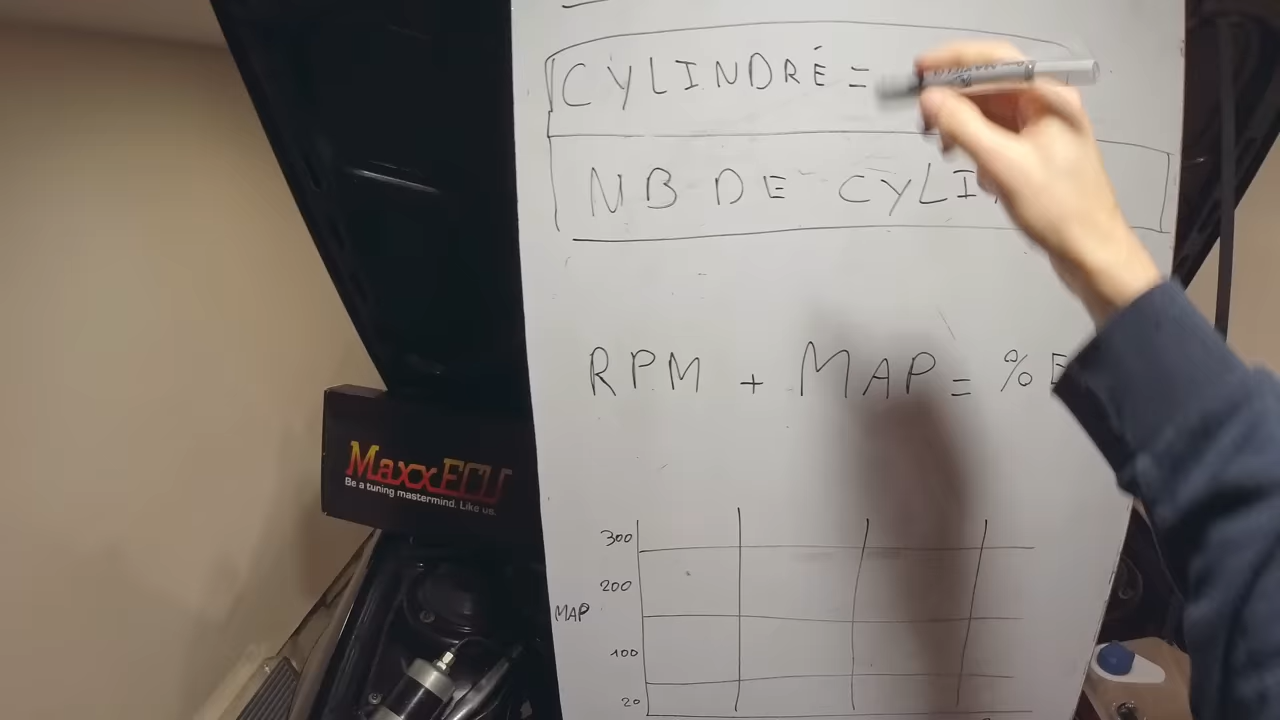 CYLINDRÉ =
NB DE CYLI
RPM + MAP = % E
MaxxECU
Be a tuning mastermind. Like us.
300
200
MAP
100
20